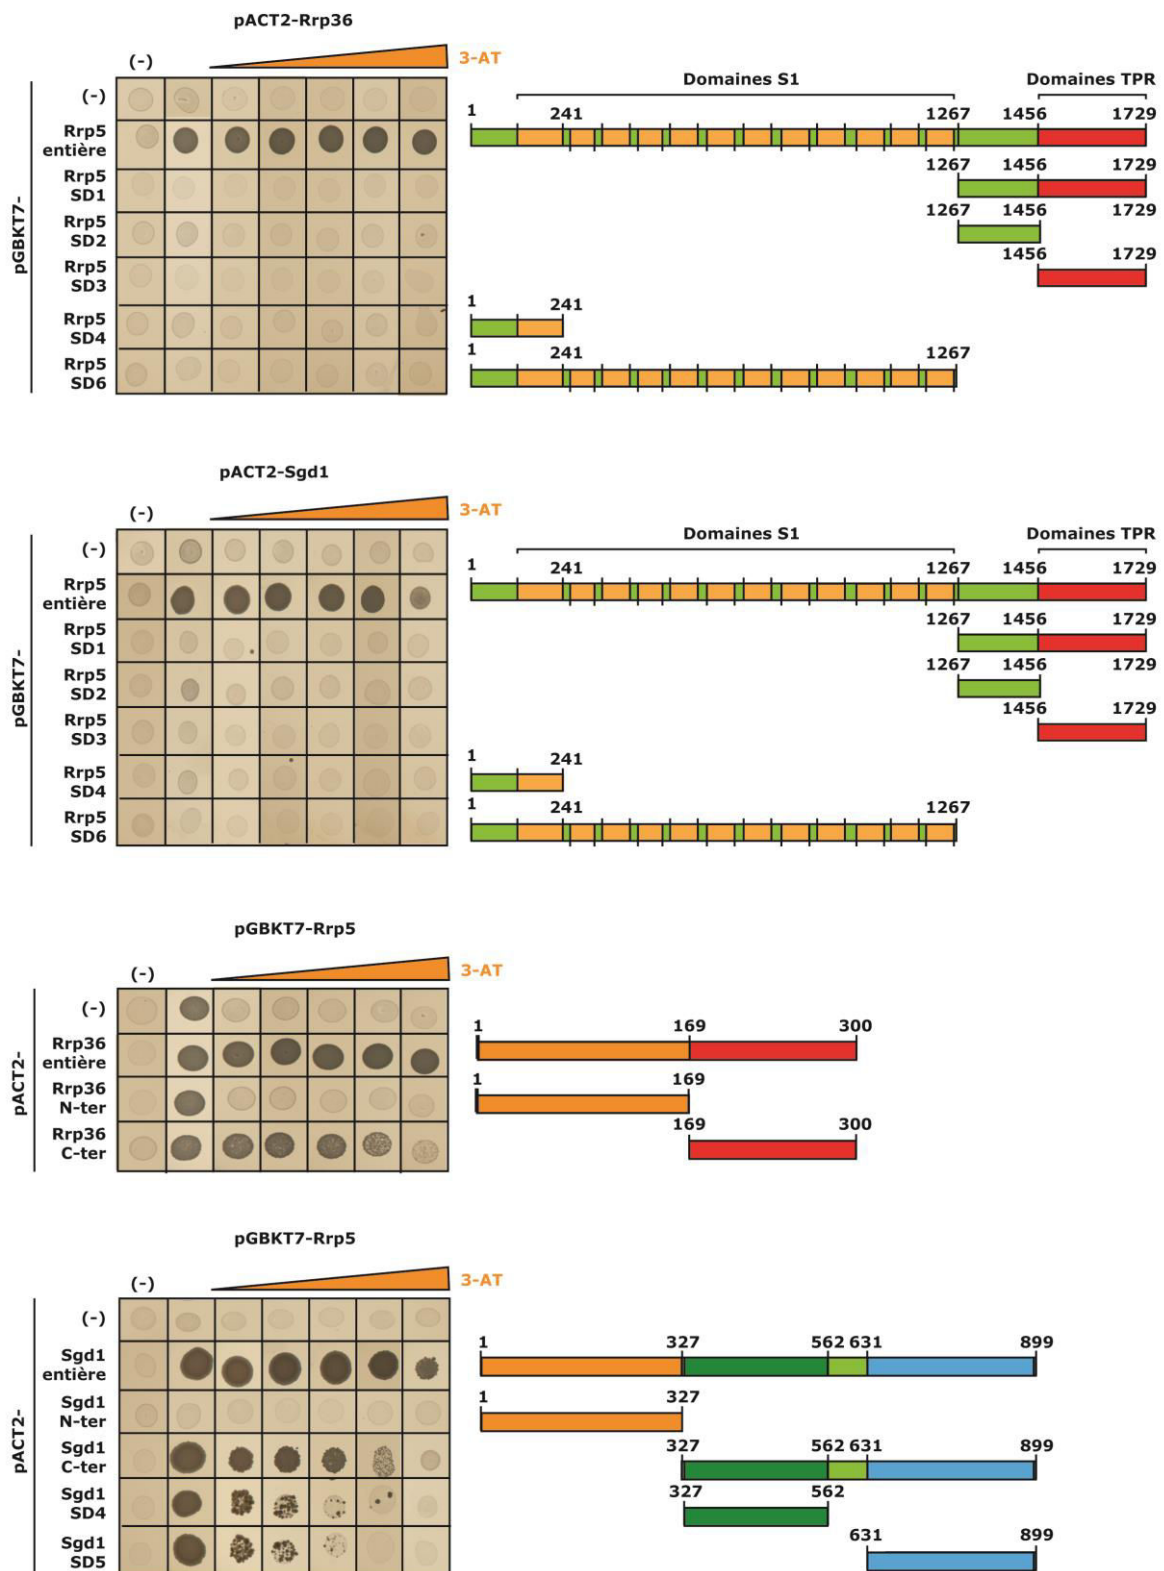 pACT2-Rrp36
(-)
3-AT
pGBKT7-
(-)
Rrp5
entière
Rrp5
SD1
Rrp5
SD2
Rrp5
SD3
Rrp5
SD4
Rrp5
SD6
Domaines S1 Domaines TPR
1 241 1267 1456 1729
1267 1456 1729
1267 1456
1456 1729
1 241
1 241 1267
pACT2-Sgd1
(-)
3-AT
pGBKT7-
(-)
Rrp5
entière
Rrp5
SD1
Rrp5
SD2
Rrp5
SD3
Rrp5
SD4
Rrp5
SD6
Domaines S1 Domaines TPR
1 241 1267 1456 1729
1267 1456 1729
1267 1456
1456 1729
1 241
1 241 1267
pGBKT7-Rrp5
(-)
3-AT
pACT2-
(-)
Rrp36
entière
Rrp36
N-ter
Rrp36
C-ter
1 169 300
1 169
169 300
pGBKT7-Rrp5
(-)
3-AT
pACT2-
(-)
Sgd1
entière
Sgd1
N-ter
Sgd1
C-ter
Sgd1
SD4
Sgd1
SD5
1 327 562 631 899
1 327
327 562 631 899
327 562
631 899